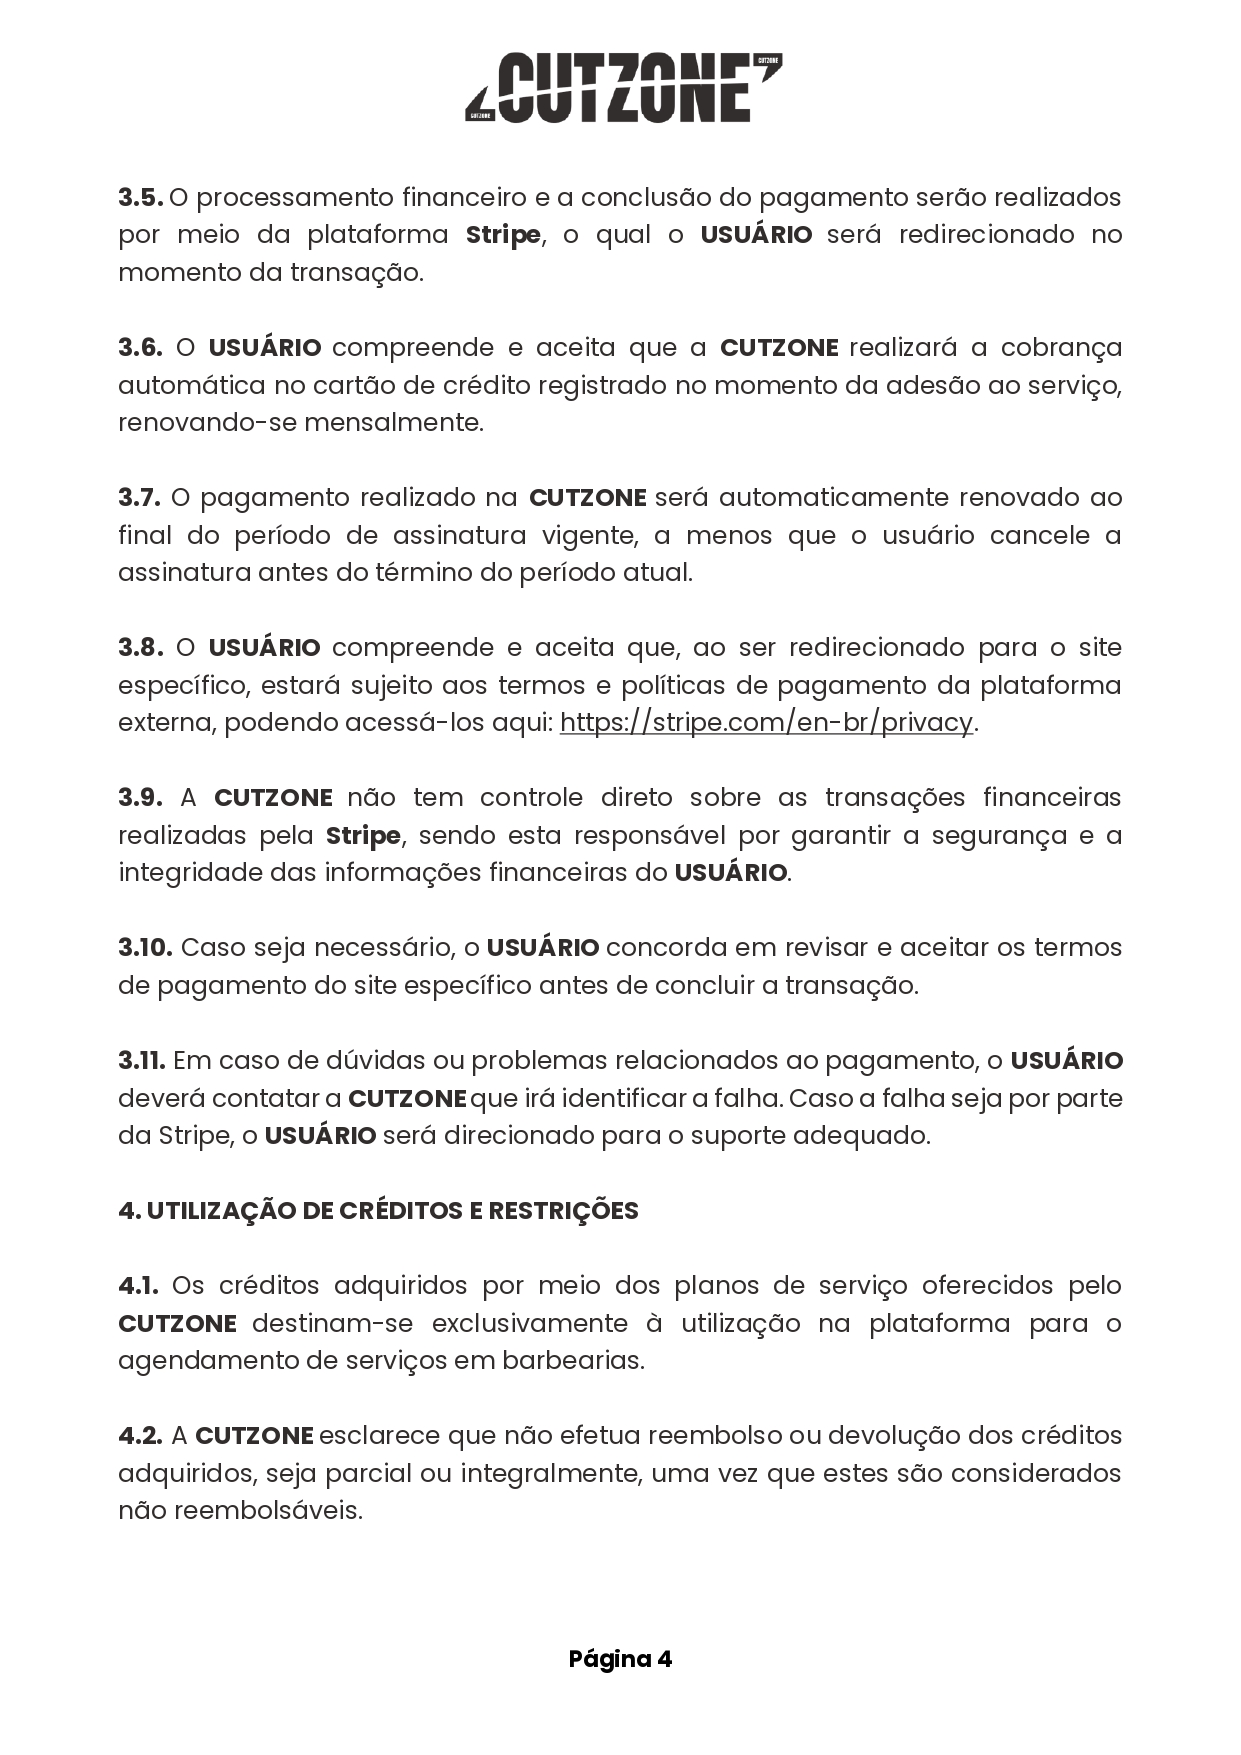 CUTZONE
CUTZONE
CUTZONE
3.5. O processamento financeiro e a conclusão do pagamento serão realizados
por meio da plataforma Stripe, o qual o USUÁRIO será redirecionado no
momento da transação.
3.6. O USUÁRIO compreende e aceita que a CUTZONE realizará a cobrança
automática no cartão de crédito registrado no momento da adesão ao serviço,
renovando-se mensalmente.
3.7. O pagamento realizado na CUTZONE será automaticamente renovado ao
final do período de assinatura vigente, a menos que o usuário cancele a
assinatura antes do término do período atual.
3.8. O USUÁRIO compreende e aceita que, ao ser redirecionado para o site
específico, estará sujeito aos termos e políticas de pagamento da plataforma
externa, podendo acessá-los aqui: https://stripe.com/en-br/privacy.
3.9. A CUTZONE não tem controle direto sobre as transações financeiras
realizadas pela Stripe, sendo esta responsável por garantir a segurança e a
integridade das informações financeiras do USUÁRIO.
3.10. Caso seja necessário, o USUÁRIO concorda em revisar e aceitar os termos
de pagamento do site específico antes de concluir a transação.
3.11. Em caso de dúvidas ou problemas relacionados ao pagamento, o USUÁRIO
deverá contatar a CUTZONE que irá identificar a falha. Caso a falha seja por parte
da Stripe, o USUÁRIO será direcionado para o suporte adequado.
4. UTILIZAÇÃO DE CRÉDITOS E RESTRIÇÕES
4.1. Os créditos adquiridos por meio dos planos de serviço oferecidos pelo
CUTZONE destinam-se exclusivamente à utilização na plataforma para o
agendamento de serviços em barbearias.
4.2. A CUTZONE esclarece que não efetua reembolso ou devolução dos créditos
adquiridos, seja parcial ou integralmente, uma vez que estes são considerados
não reembolsáveis.
Página 4